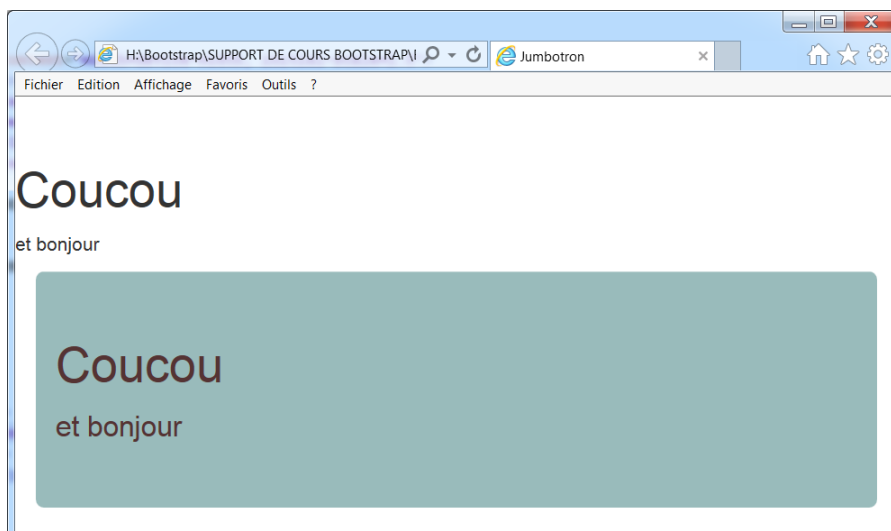 H:\Bootstrap\SUPPORT DE COURS BOOTSTRAP\
Jumbotron
Fichier Edition Affichage Favoris Outils ?
Coucou
et bonjour
Coucou
et bonjour